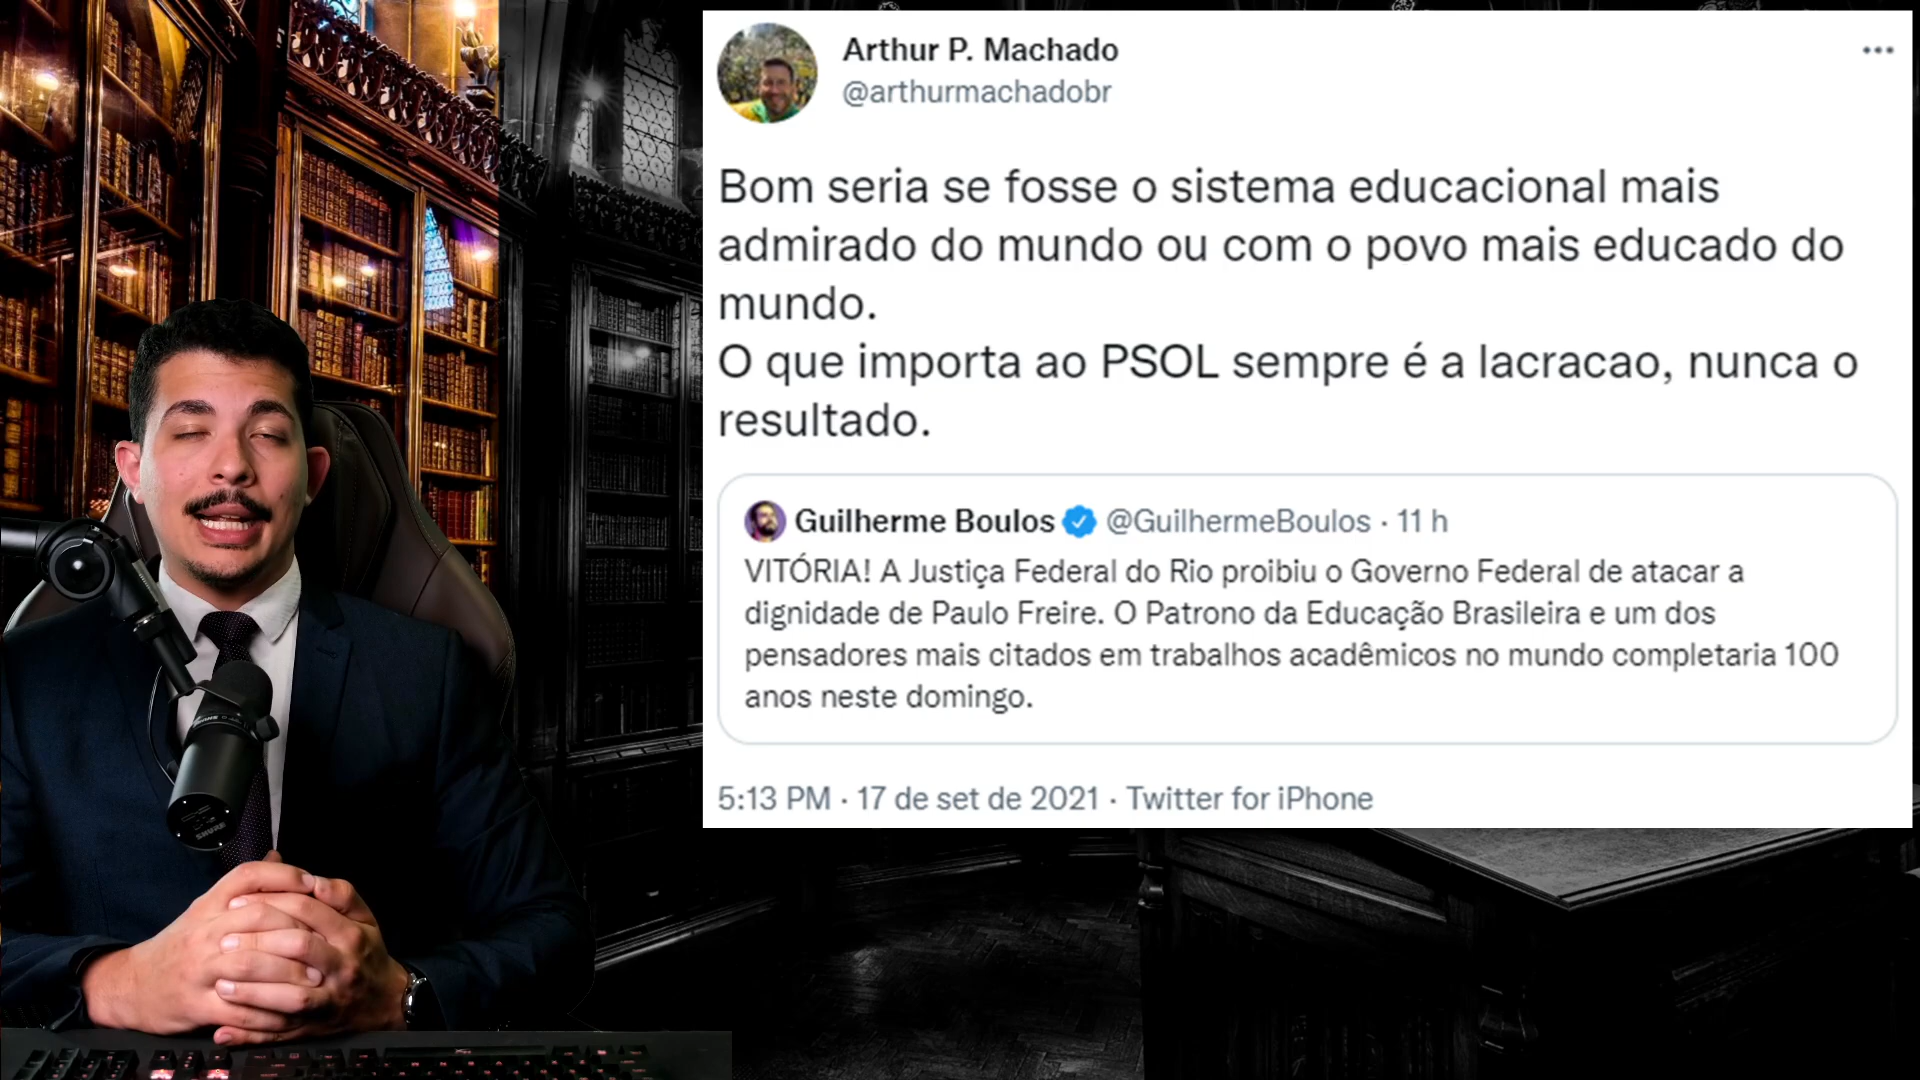 Arthur P. Machado
@arthurmachadobr
Bom seria se fosse o sistema educacional mais
admirado do mundo ou com o povo mais educado do
mundo.
O que importa ao PSOL sempre é a lacracao, nunca o
resultado.
Guilherme Boulos @GuilhermeBoulos · 11 h
VITÓRIA! A Justiça Federal do Rio proibiu o Governo Federal de atacar a
dignidade de Paulo Freire. O Patrono da Educação Brasileira e um dos
pensadores mais citados em trabalhos acadêmicos no mundo completaria 100
anos neste domingo.
5:13 PM · 17 de set de 2021 · Twitter for iPhone
SHURE